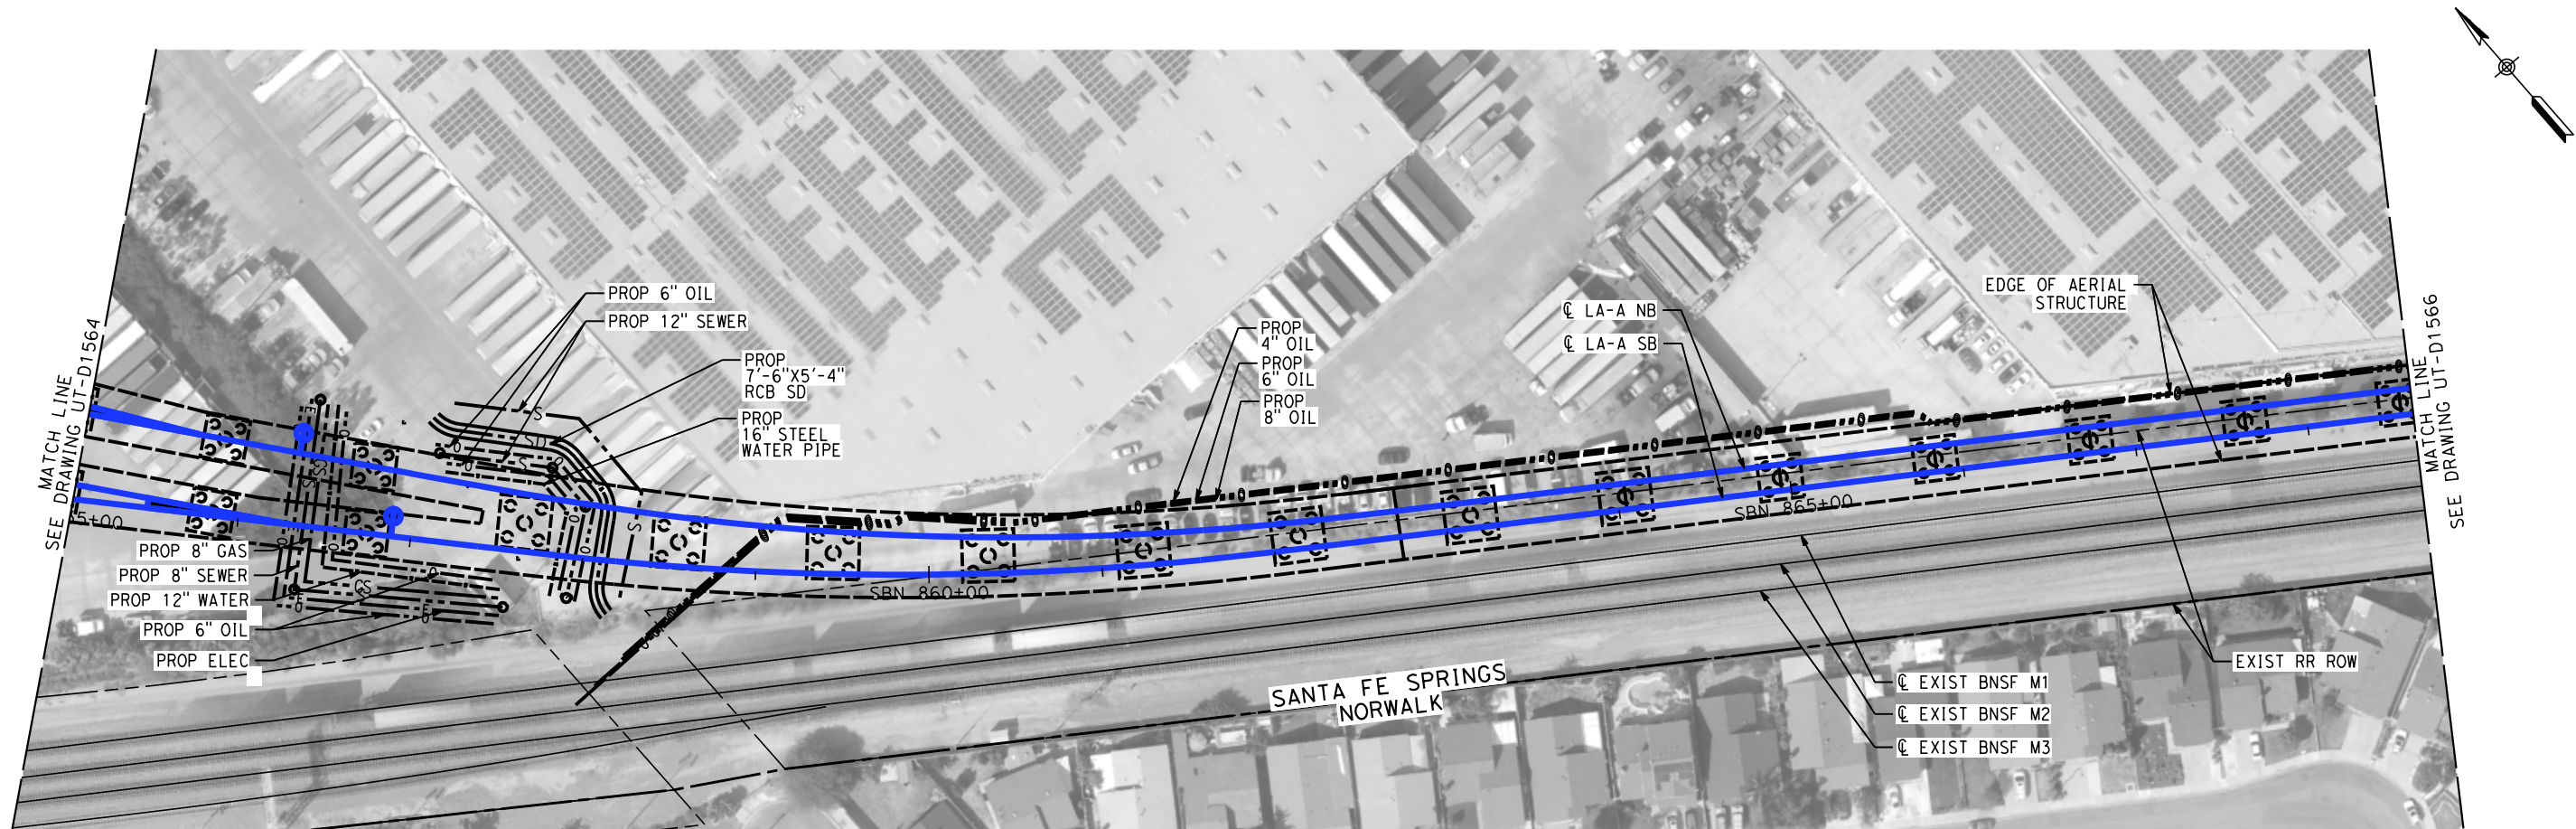 MATCH LINE
SEE DRAWING UT-D1564
PROP 6" OIL
PROP 12" SEWER
PROP
7'-6"X5'-4"
RCB SD
PROP
16" STEEL
WATER PIPE
PROP
4" OIL
PROP
6" OIL
PROP
8" OIL
℄ LA-A NB
℄ LA-A SB
EDGE OF AERIAL
STRUCTURE
MATCH LINE
SEE DRAWING UT-D1566
5+00
PROP 8" GAS
PROP 8" SEWER
PROP 12" WATER
PROP 6" OIL
PROP ELEC
SBN 860+00
SBN 865+00
SANTA FE SPRINGS
NORWALK
℄ EXIST BNSF M1
℄ EXIST BNSF M2
℄ EXIST BNSF M3
EXIST RR ROW
S
SD
S
S
E
E